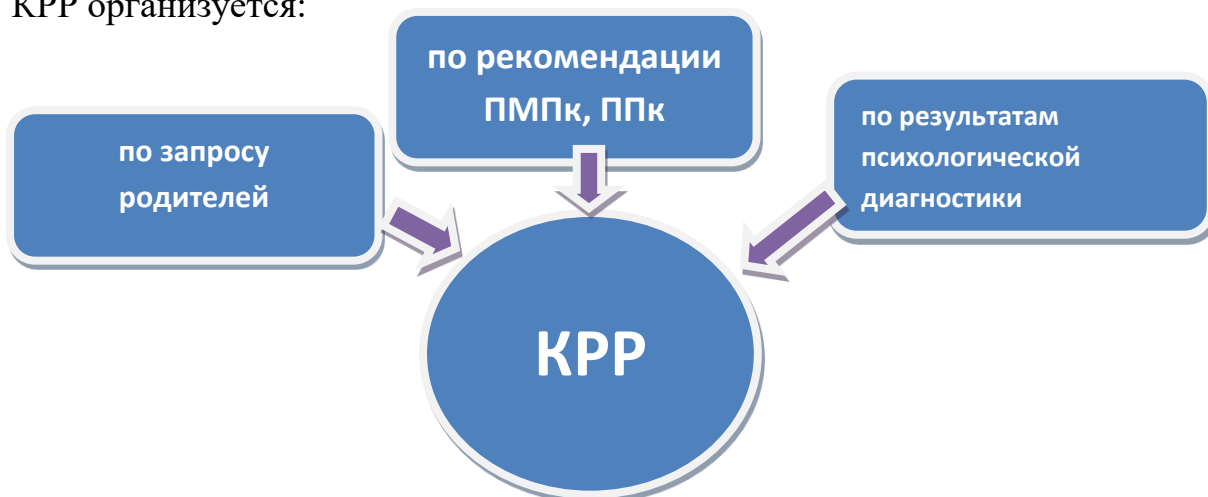 КРР организуется:
по рекомендации
ПМПк, ППк
по запросу
родителей
по результатам
психологической
диагностики
КРР